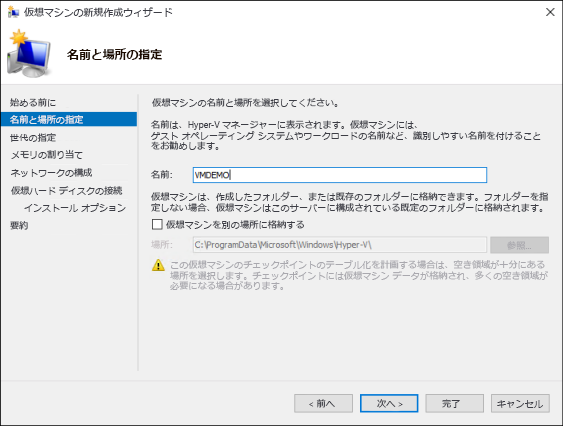 仮想マシンの新規作成ウィザード
名前と場所の指定
始める前に
名前と場所の指定
世代の指定
メモリの割り当て
ネットワークの構成
仮想ハード ディスクの接続
インストール オプション
要約
仮想マシンの名前と場所を選択してください。
名前は、Hyper-V マネージャーに表示されます。仮想マシンには、
ゲスト オペレーティング システムやワークロードの名前など、識別しやすい名前を付けること
をお勧めします。
名前: VMDEMO
仮想マシンは、作成したフォルダー、または既存のフォルダーに格納できます。フォルダーを指
定しない場合、仮想マシンはこのサーバーに構成されている既定のフォルダーに格納されます。
仮想マシンを別の場所に格納する
場所: C:\ProgramData\Microsoft\Windows\Hyper-V\ 参照...
この仮想マシンのチェックポイントのテーブル化を計画する場合は、空き領域が十分にある
場所を選択します。チェックポイントには仮想マシン データが格納され、多くの空き領域が
必要になる場合があります。
< 前へ 次へ > 完了 キャンセル